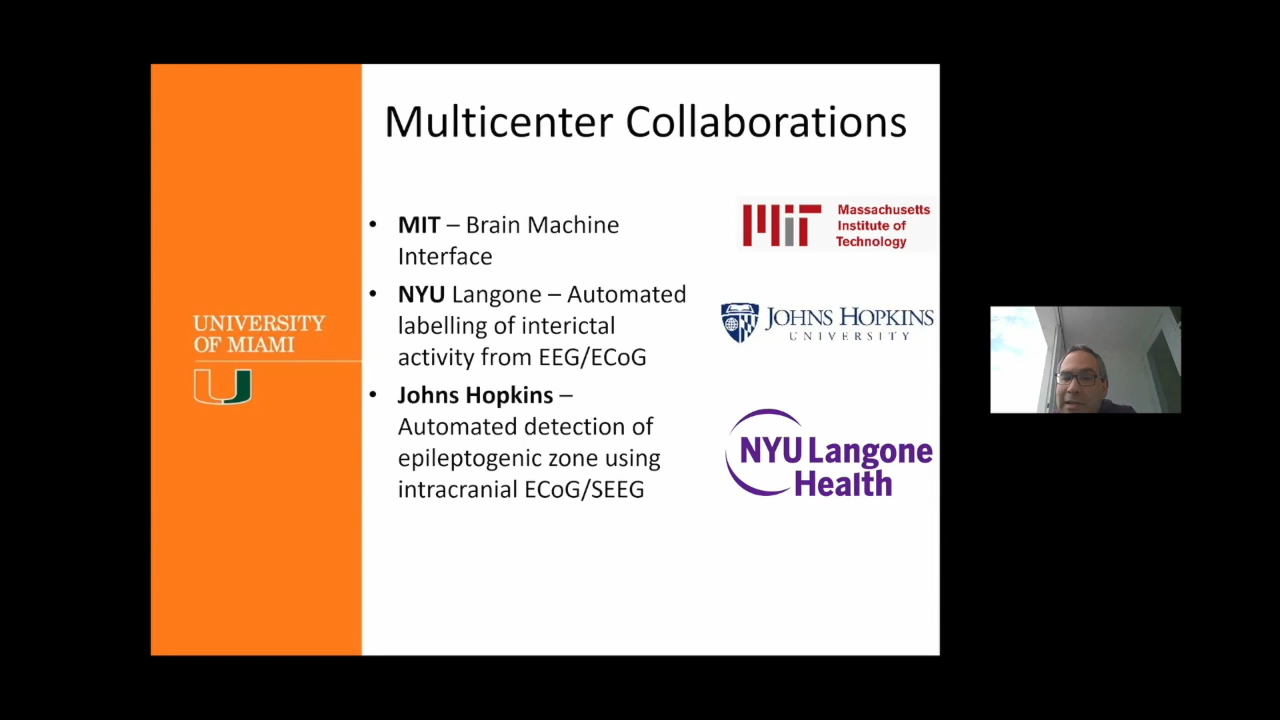 Multicenter Collaborations
• MIT – Brain Machine
Interface
• NYU Langone – Automated
labelling of interictal
activity from EEG/ECoG
• Johns Hopkins –
Automated detection of
epileptogenic zone using
intracranial ECoG/SEEG
UNIVERSITY
OF MIAMI
MIT
Massachusetts
Institute of
Technology
JOHNS HOPKINS
UNIVERSITY
NYU Langone
Health